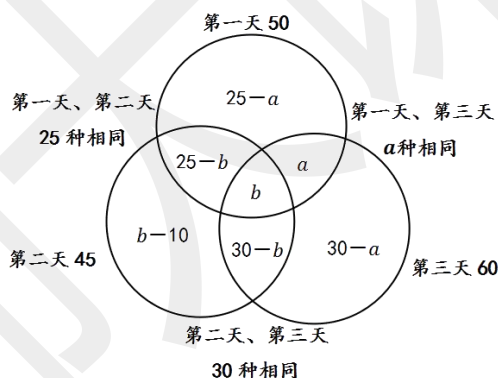 第一天 50
25－a
第一天、第二天
25 种相同
第一天、第三天
a种相同
25－b
a
b
b－10
30－b
30－a
第二天 45
第三天 60
第二天、第三天
30 种相同